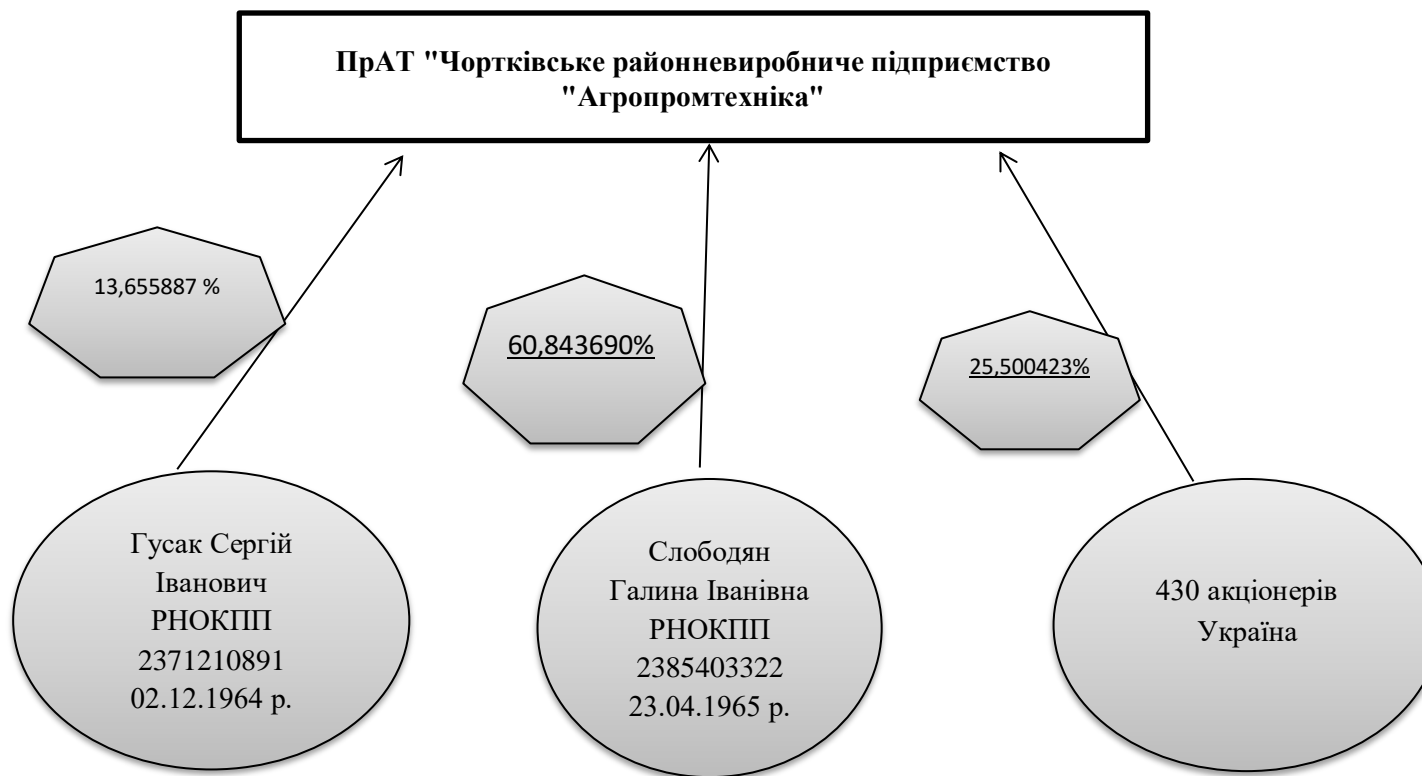 ПрАТ "Чортківське районневиробниче підприємство
"Агропромтехніка"
13,655887 %
60,843690%
25,500423%
Гусак Сергій
Іванович
РНОКПП
2371210891
02.12.1964 р.
Слободян
Галина Іванівна
РНОКПП
2385403322
23.04.1965 р.
430 акціонерів
Україна